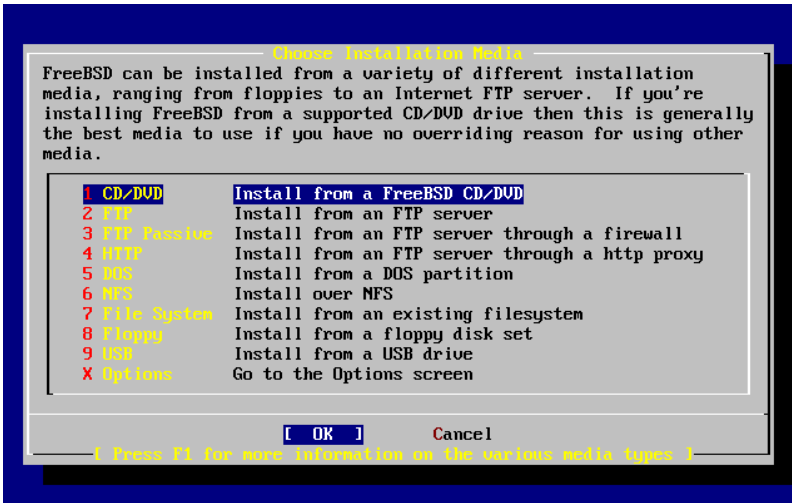 Choose Installation Media
FreeBSD can be installed from a variety of different installation
media, ranging from floppies to an Internet FTP server.  If you're
installing FreeBSD from a supported CD/DVD drive then this is generally
the best media to use if you have no overriding reason for using other
media.
1 CD/DVD Install from a FreeBSD CD/DVD
2 FTP Install from an FTP server
3 FTP Passive Install from an FTP server through a firewall
4 HTTP Install from an FTP server through a http proxy
5 DOS Install from a DOS partition
6 NFS Install over NFS
7 File System Install from an existing filesystem
8 Floppy Install from a floppy disk set
9 USB Install from a USB drive
X Options Go to the Options screen
[ OK ] Cancel
[ Press F1 for more information on the various media types ]